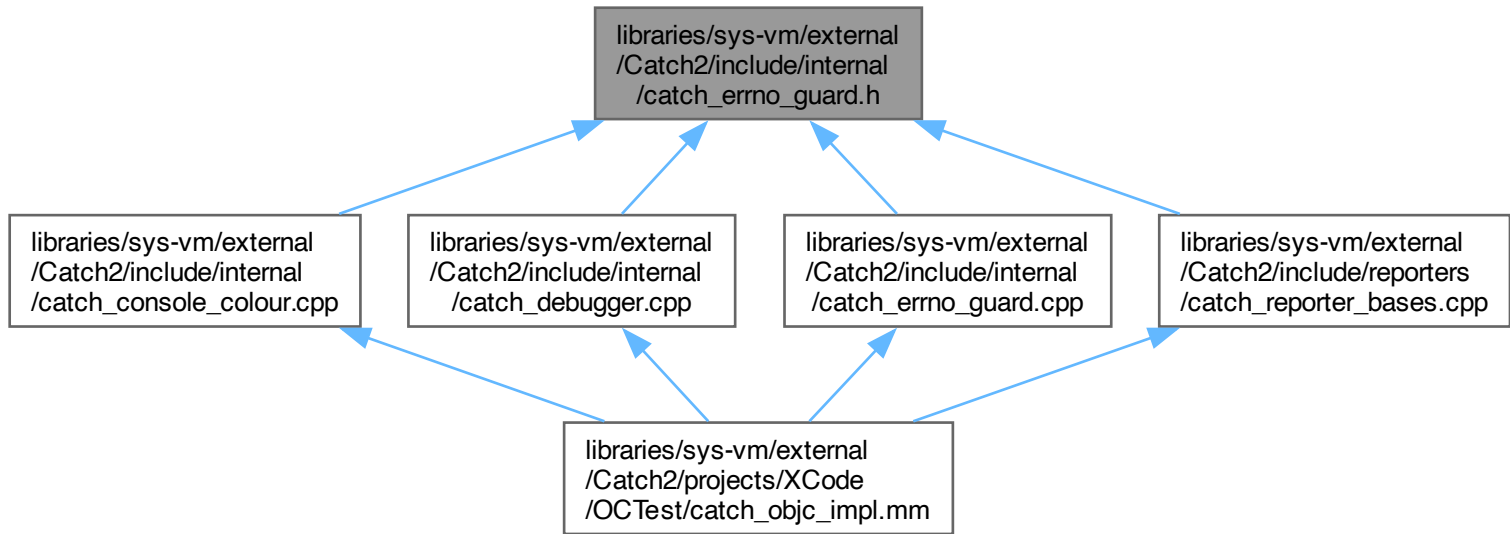 libraries/sys-vm/external
/Catch2/include/internal
/catch_errno_guard.h
libraries/sys-vm/external
/Catch2/include/internal
/catch_console_colour.cpp
libraries/sys-vm/external
/Catch2/include/internal
/catch_debugger.cpp
libraries/sys-vm/external
/Catch2/include/internal
/catch_errno_guard.cpp
libraries/sys-vm/external
/Catch2/include/reporters
/catch_reporter_bases.cpp
libraries/sys-vm/external
/Catch2/projects/XCode
/OCTest/catch_objc_impl.mm